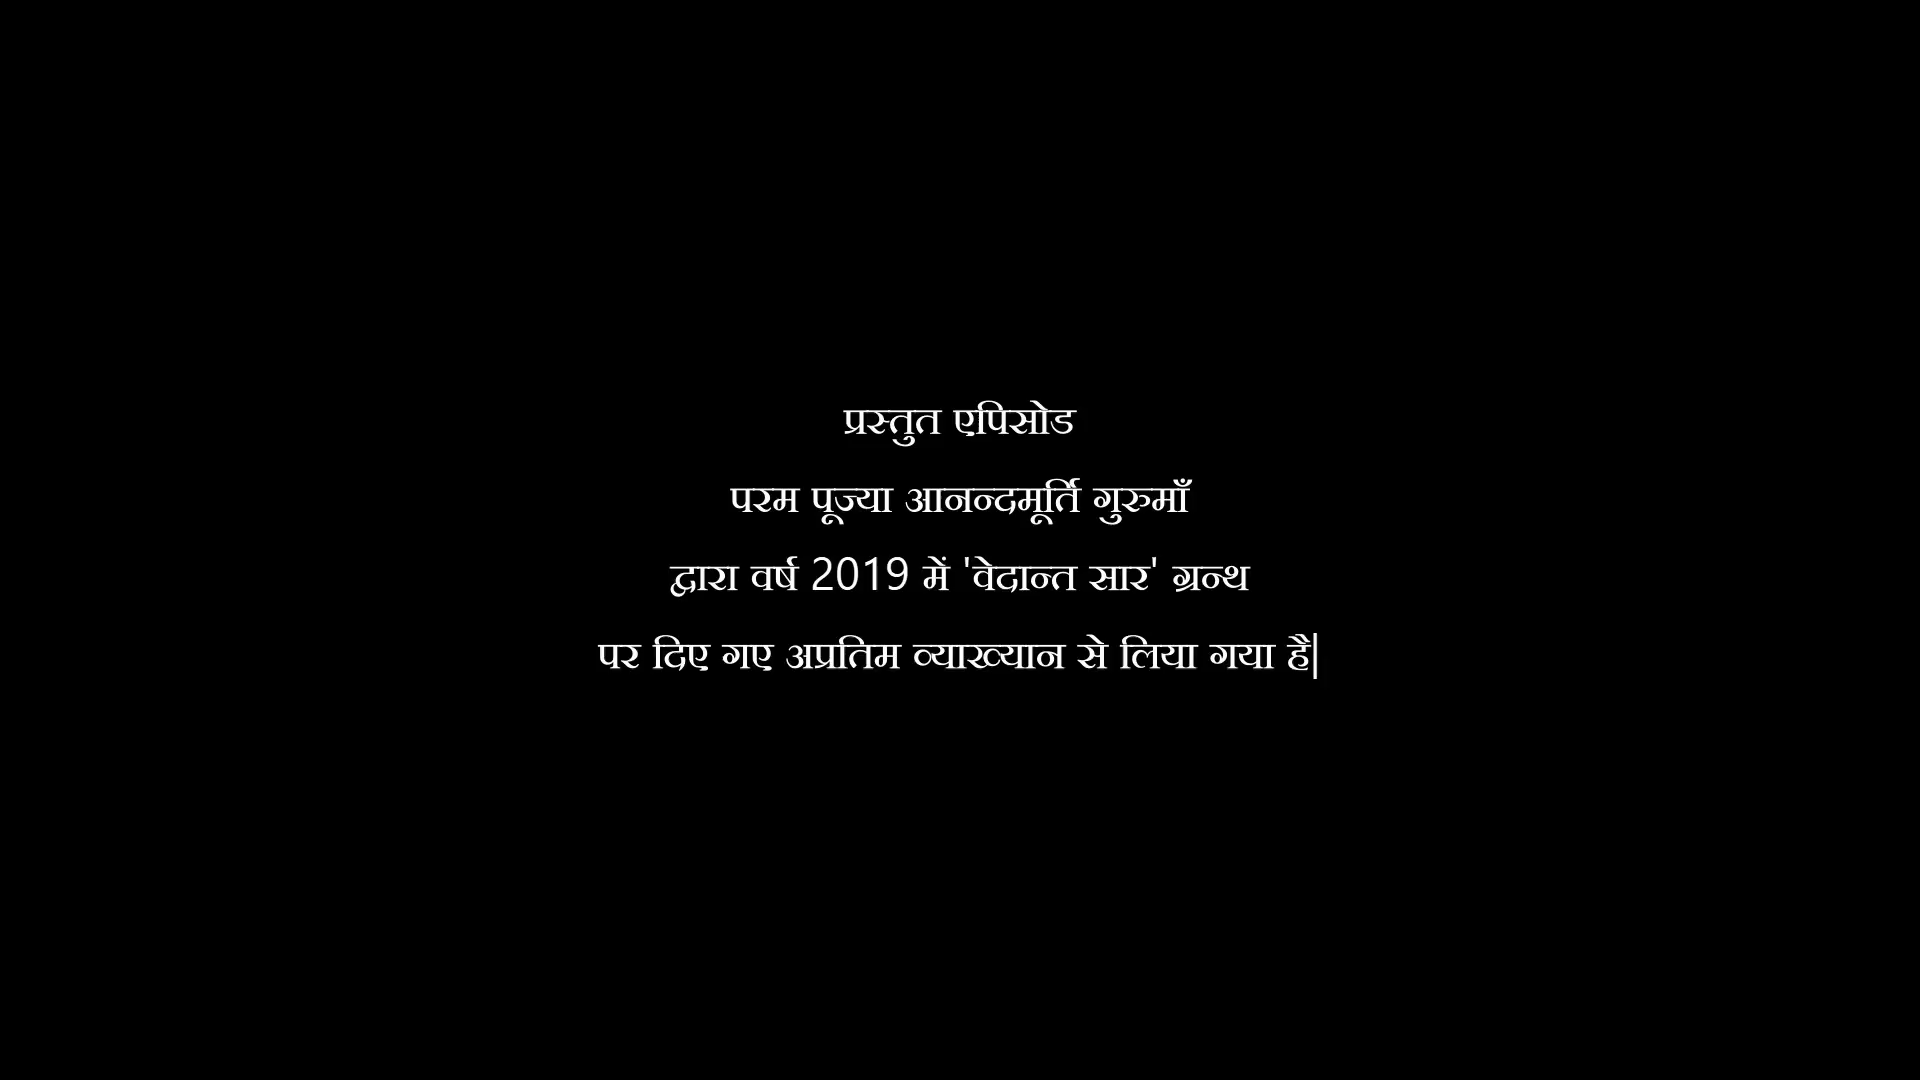 प्रस्तुत एपिसोड
परम पूज्या आनन्दमूर्ति गुरुमाँ
द्वारा वर्ष 2019 में 'वेदान्त सार' ग्रन्थ
पर दिए गए अप्रतिम व्याख्यान से लिया गया है|